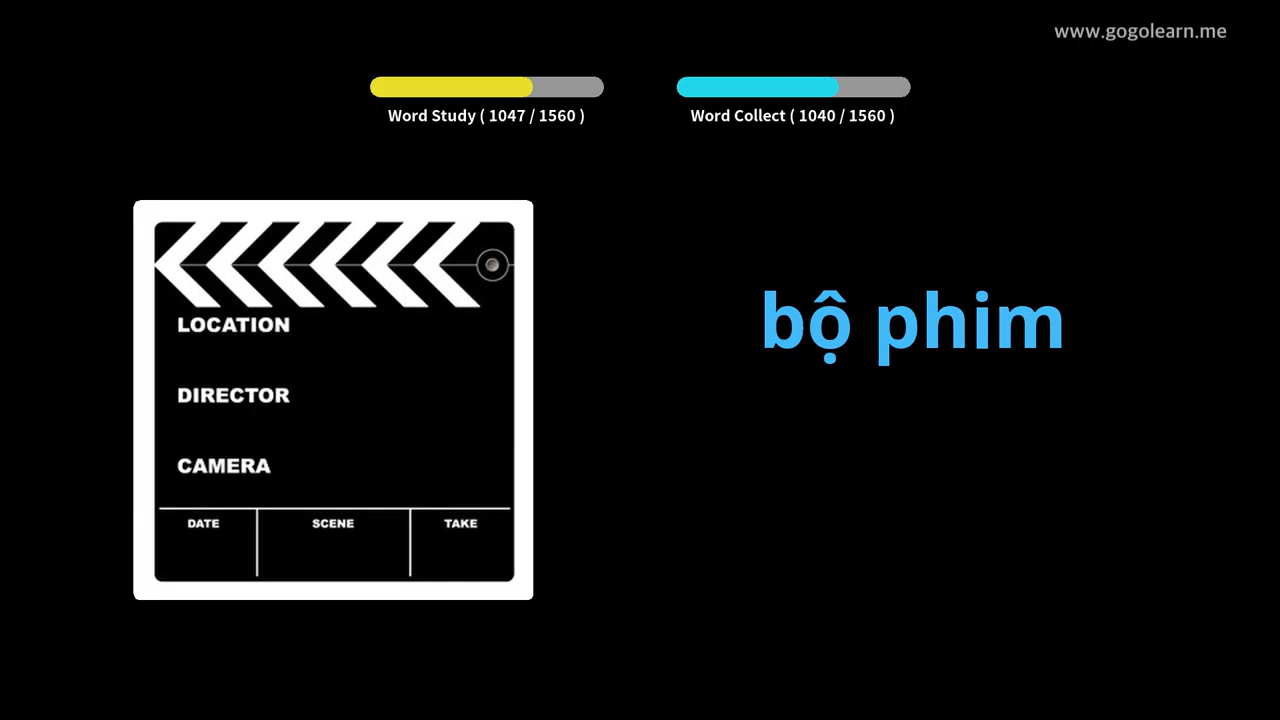 www.gogolearn.me
Word Study ( 1047 / 1560 )
Word Collect ( 1040 / 1560 )
LOCATION
DIRECTOR
CAMERA
DATE
SCENE
TAKE
bộ phim